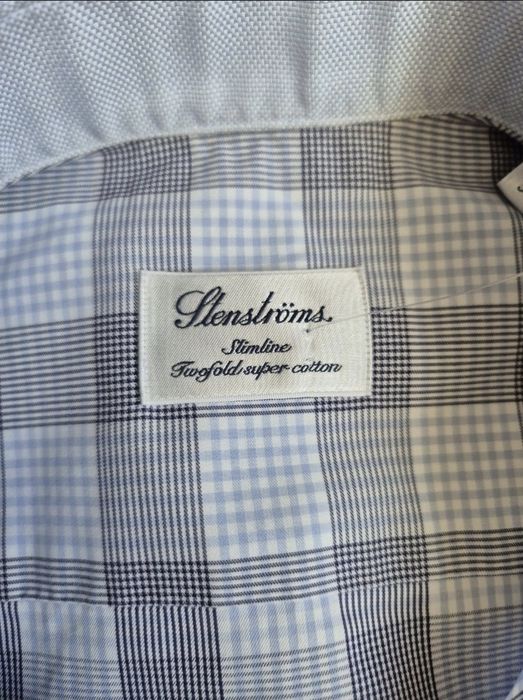 Stenströms.
Slimline
Twofold super-cotton